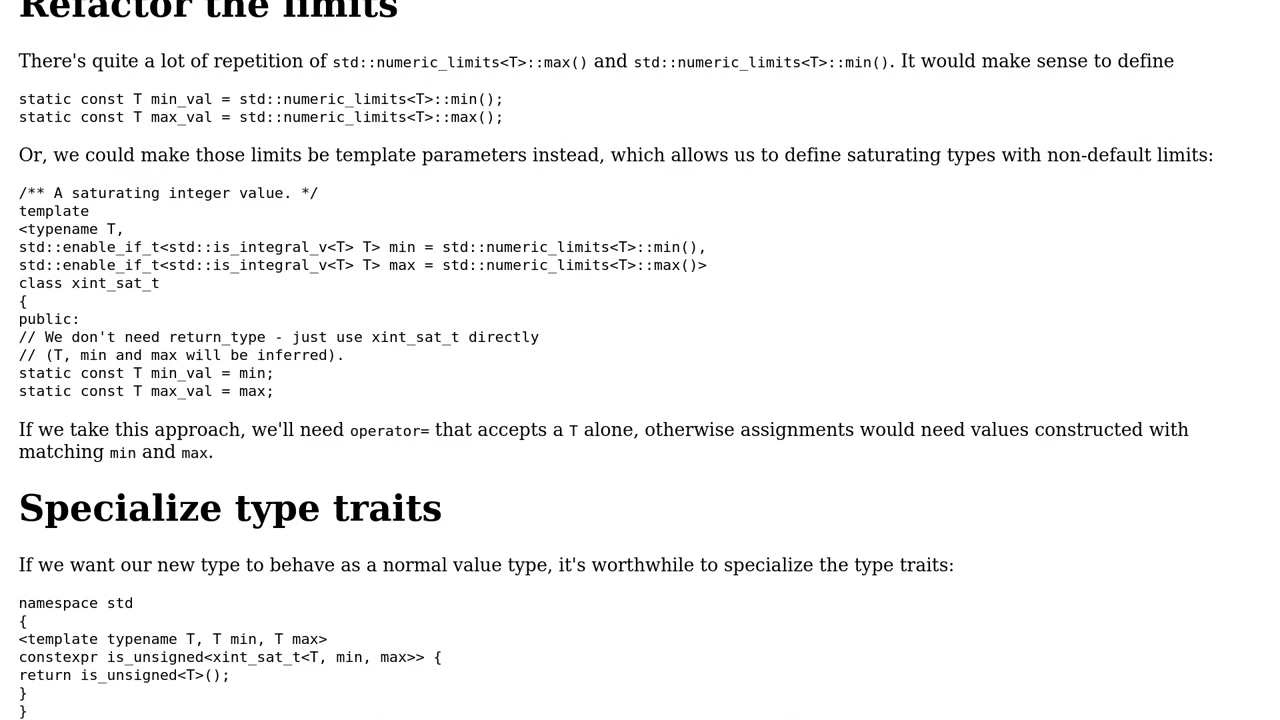 Refactor the limits
There's quite a lot of repetition of std::numeric_limits<T>::max() and std::numeric_limits<T>::min(). It would make sense to define
static const T min_val = std::numeric_limits<T>::min();
static const T max_val = std::numeric_limits<T>::max();
Or, we could make those limits be template parameters instead, which allows us to define saturating types with non-default limits:
/** A saturating integer value. */
template
<typename T,
std::enable_if_t<std::is_integral_v<T> T> min = std::numeric_limits<T>::min(),
std::enable_if_t<std::is_integral_v<T> T> max = std::numeric_limits<T>::max()>
class xint_sat_t
{
public:
// We don't need return_type - just use xint_sat_t directly
// (T, min and max will be inferred).
static const T min_val = min;
static const T max_val = max;
If we take this approach, we'll need operator= that accepts a T alone, otherwise assignments would need values constructed with
matching min and max.
Specialize type traits
If we want our new type to behave as a normal value type, it's worthwhile to specialize the type traits:
namespace std
{
<template typename T, T min, T max>
constexpr is_unsigned<xint_sat_t<T, min, max>> {
return is_unsigned<T>();
}
}